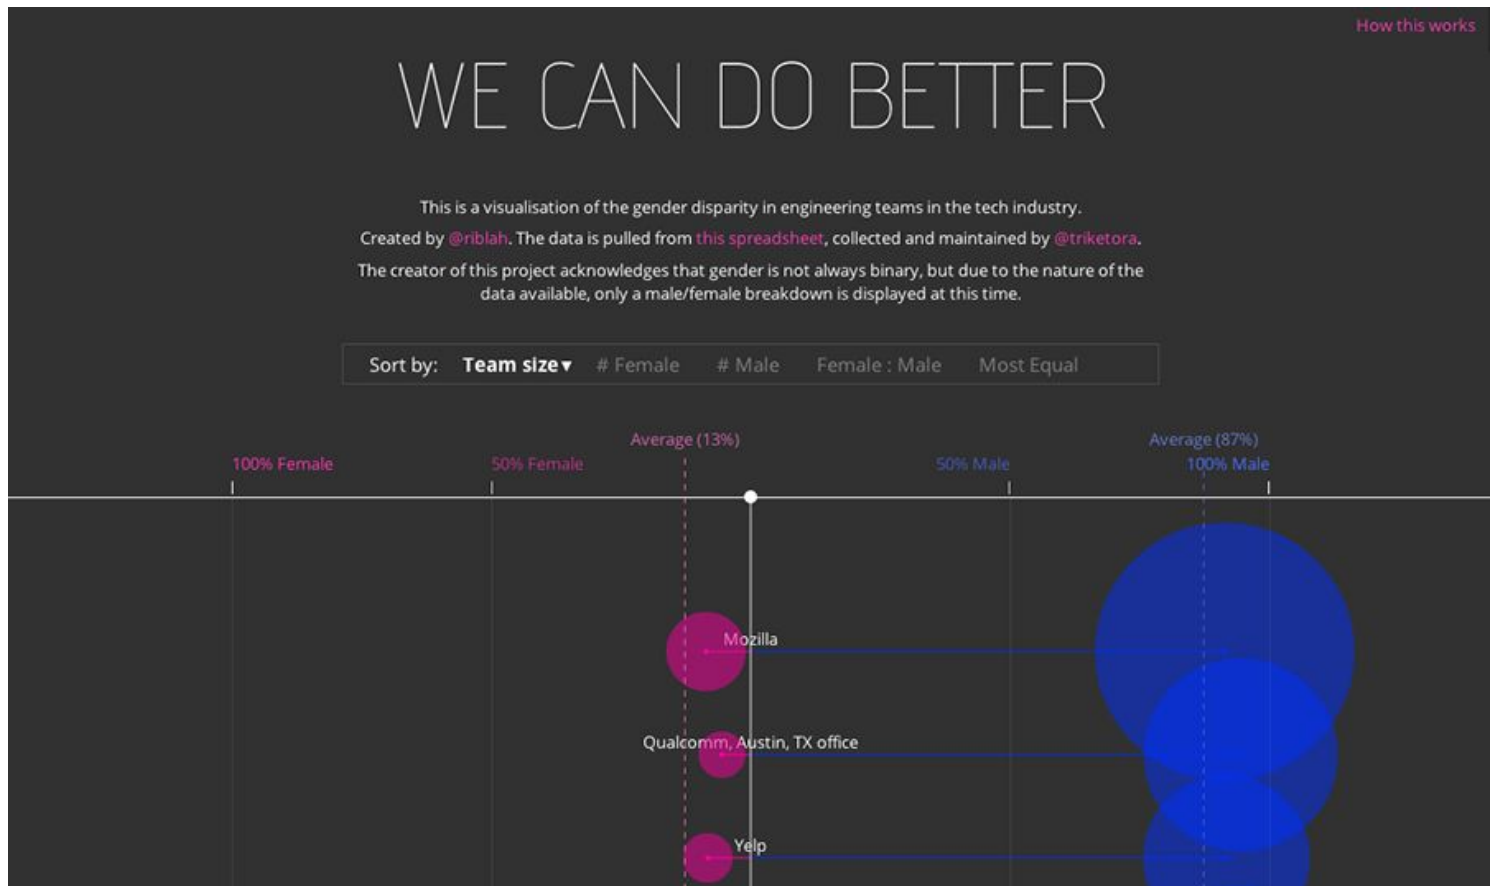 How this works
WE CAN DO BETTER
This is a visualisation of the gender disparity in engineering teams in the tech industry.
Created by @riblah. The data is pulled from this spreadsheet, collected and maintained by @triketora.
The creator of this project acknowledges that gender is not always binary, but due to the nature of the
data available, only a male/female breakdown is displayed at this time.
Sort by: Team size▾ # Female # Male Female : Male Most Equal
Average (13%) Average (87%)
100% Female 50% Female 50% Male 100% Male
Mozilla
Qualcomm, Austin, TX office
Yelp